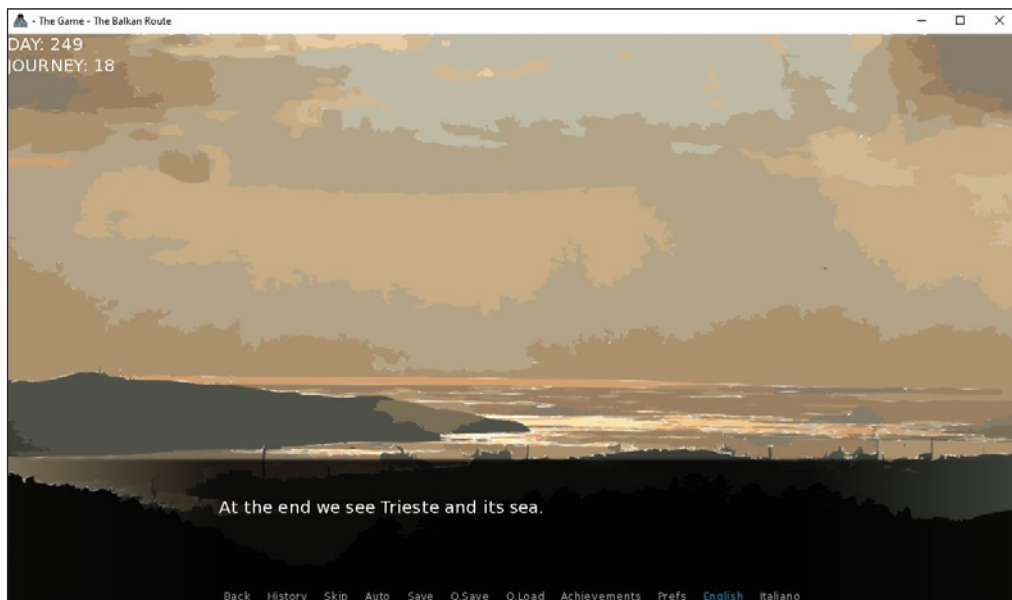 - The Game - The Balkan Route
DAY: 249
JOURNEY: 18
At the end we see Trieste and its sea.
Back History Skip Auto Save Q.Save Q.Load Achievements Prefs English Italiano